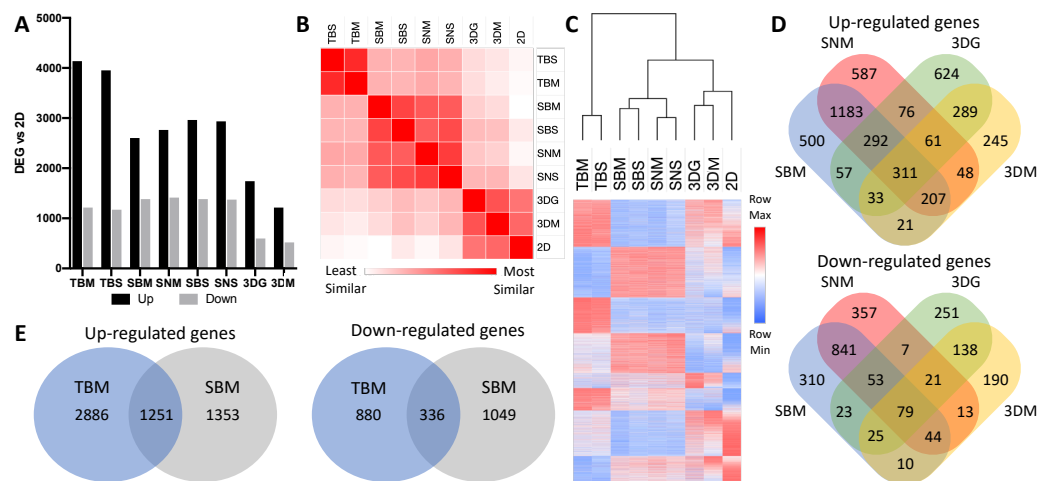 A
DEG vs 2D
5000
4000
3000
2000
1000
0
TBM TBS SBM SNM SBS SNS 3DG 3DM
Up Down
B
TBS TBM SBM SBS SNM SNS 3DG 3DM 2D
TBS
TBM
SBM
SBS
SNM
SNS
3DG
3DM
2D
Least Similar
Most Similar
C
TBM TBS SBM SBS SNM SNS 3DG 3DM 2D
Row Max
Row Min
D
Up-regulated genes
SNM 3DG
587 624
1183 76 289
500 292 61 245
57 311 48
SBM 33 207 3DM
21
Down-regulated genes
SNM 3DG
357 251
841 7 138
310 53 21 190
23 79 13
SBM 25 44 3DM
10
E
Up-regulated genes
TBM SBM
2886 1251 1353
Down-regulated genes
TBM SBM
880 336 1049